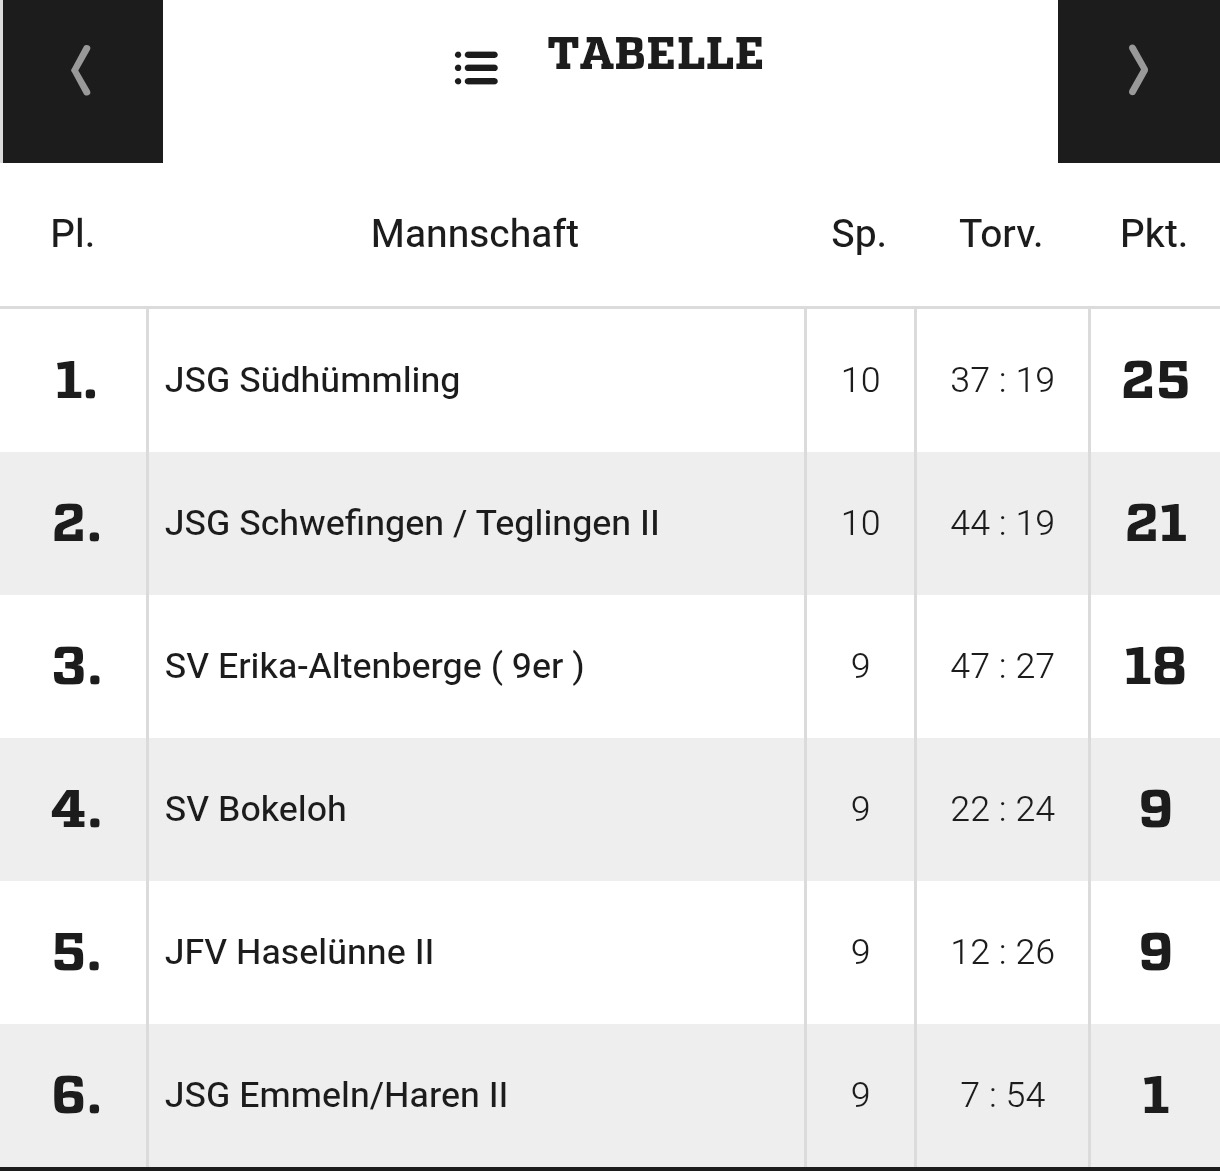 TABELLE
Pl. Mannschaft Sp. Torv. Pkt.
1. JSG Südhümmling 10 37 : 19 25
2. JSG Schwefingen / Teglingen II 10 44 : 19 21
3. SV Erika-Altenberge ( 9er ) 9 47 : 27 18
4. SV Bokeloh 9 22 : 24 9
5. JFV Haselünne II 9 12 : 26 9
6. JSG Emmeln/Haren II 9 7 : 54 1